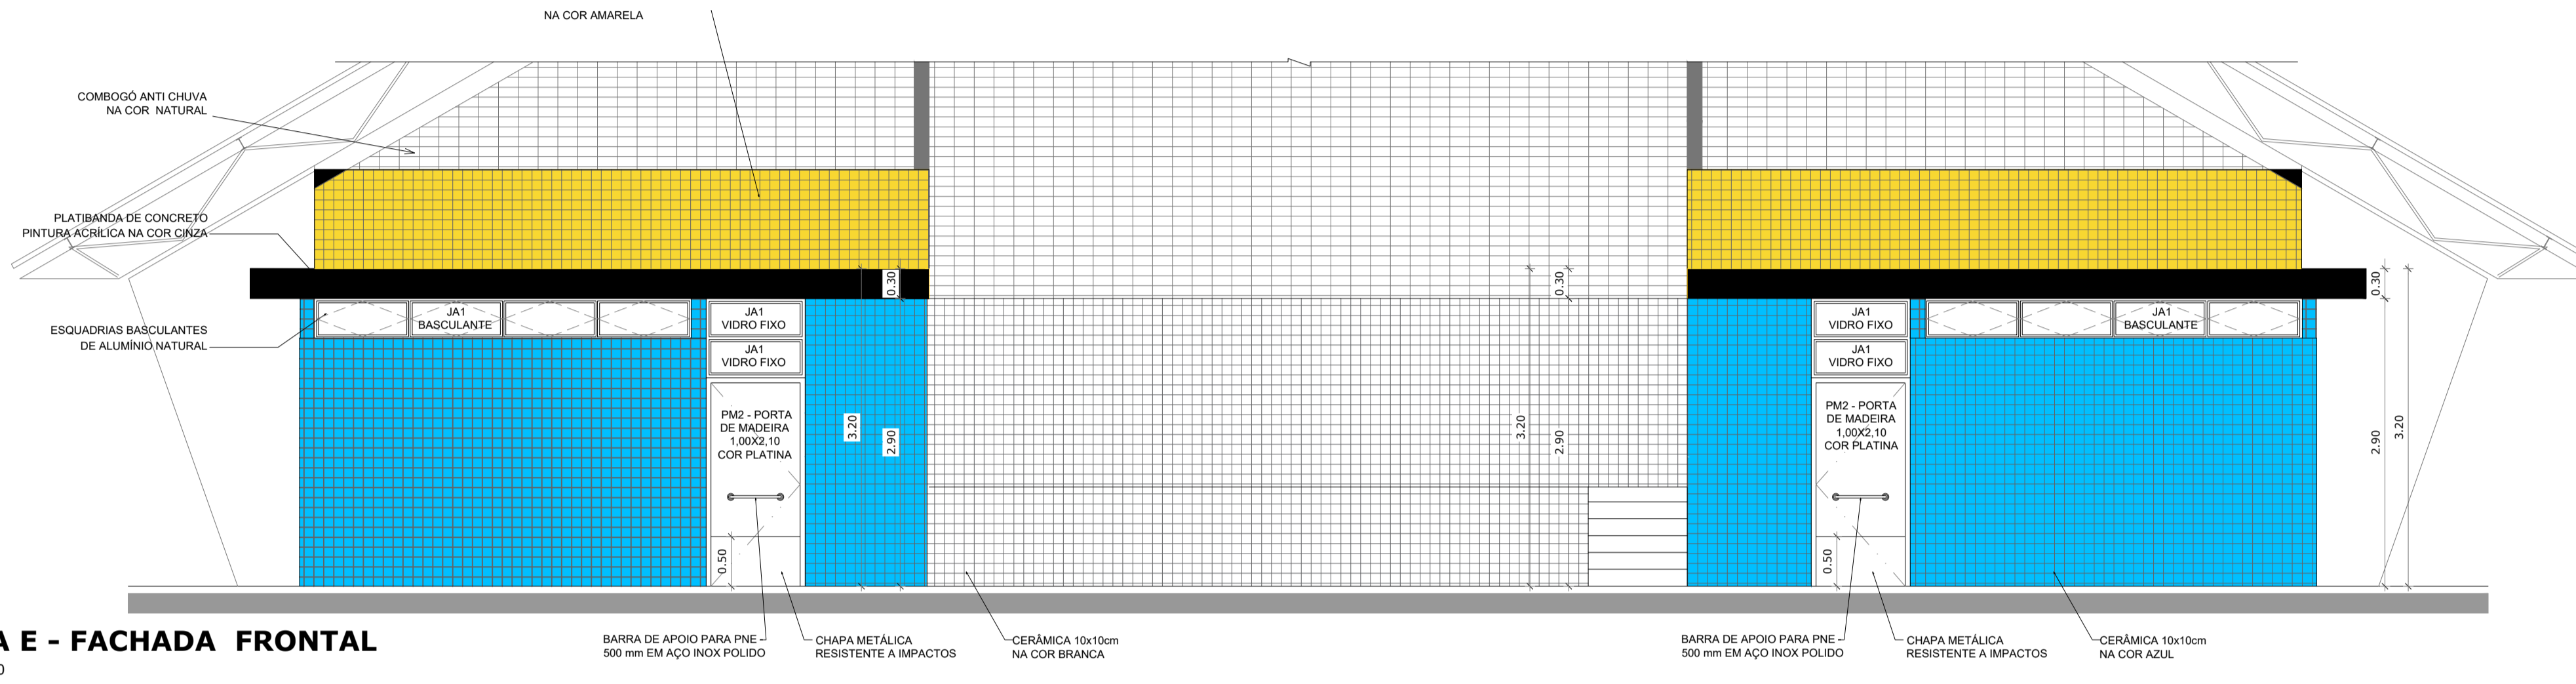 NA COR AMARELA
COMBOGÓ ANTI CHUVA
NA COR NATURAL
PLATIBANDA DE CONCRETO
PINTURA ACRÍLICA NA COR CINZA
ESQUADRIAS BASCULANTES
DE ALUMÍNIO NATURAL
JA1
BASCULANTE
JA1
VIDRO FIXO
JA1
VIDRO FIXO
PM2 - PORTA
DE MADEIRA
1,00X2,10
COR PLATINA
0.50
3.20
0.30
2.90
3.20
0.30
2.90
JA1
VIDRO FIXO
JA1
VIDRO FIXO
JA1
BASCULANTE
PM2 - PORTA
DE MADEIRA
1,00X2,10
COR PLATINA
0.50
0.30
2.90
3.20
BARRA DE APOIO PARA PNE
500 mm EM AÇO INOX POLIDO
CHAPA METÁLICA
RESISTENTE A IMPACTOS
CERÂMICA 10x10cm
NA COR BRANCA
BARRA DE APOIO PARA PNE
500 mm EM AÇO INOX POLIDO
CHAPA METÁLICA
RESISTENTE A IMPACTOS
CERÂMICA 10x10cm
NA COR AZUL
A E - FACHADA FRONTAL
0